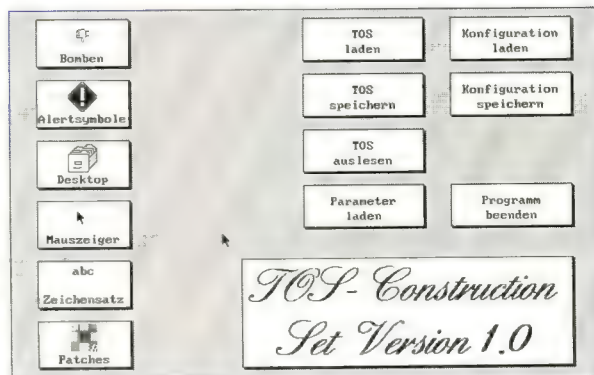 Bomben
Alertsymbole
Desktop
Mauszeiger
abc
Zeichensatz
Patches
TOS
laden
Konfiguration
laden
TOS
speichern
Konfiguration
speichern
TOS
auslesen
Parameter
laden
Programm
beenden
TOS-Construction
Set Version 1.0